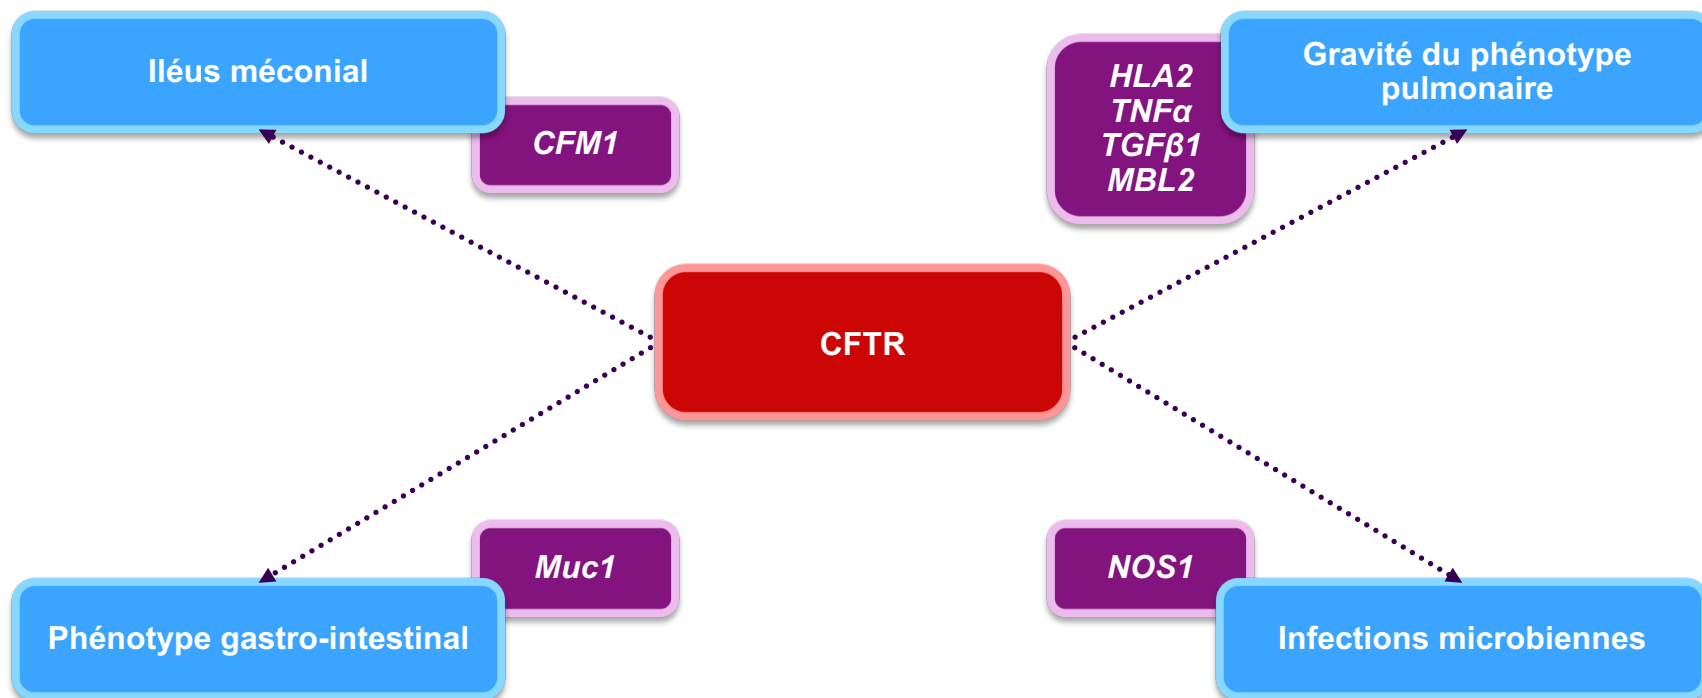 Iléus méconial
CFM1
HLA2
TNFα
TGFβ1
MBL2
Gravité du phénotype
pulmonaire
CFTR
Muc1
Phénotype gastro-intestinal
NOS1
Infections microbiennes